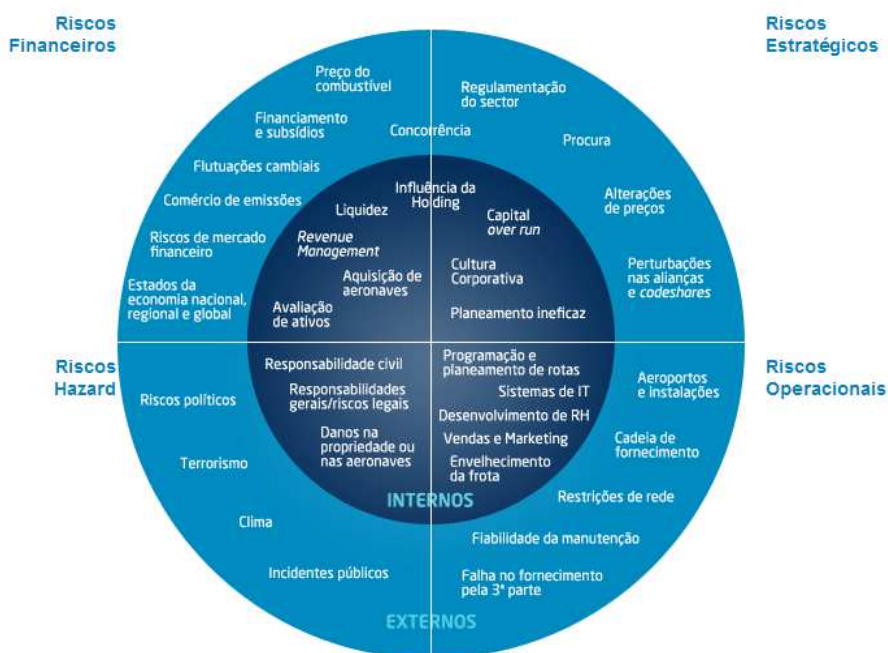 Riscos
Financeiros
Riscos
Estratégicos
Preço do
combustível
Financiamento
e subsídios
Concorrência
Flutuações cambiais
Comércio de emissões
Riscos de mercado
financeiro
Estados da
economia nacional,
regional e global
Influência da
Holding
Liquidez
Revenue
Management
Aquisição de
aeronaves
Avaliação
de ativos
Regulamentação
do sector
Procura
Alterações
de preços
Perturbações
nas alianças
e codeshares
Capital
over run
Cultura
Corporativa
Planeamento ineficaz
Riscos
Hazard
Riscos
Operacionais
Responsabilidade civil
Responsabilidades
gerais/riscos legais
Danos na
propriedade ou
nas aeronaves
Riscos políticos
Terrorismo
Clima
Incidentes públicos
Programação e
planeamento de rotas
Sistemas de IT
Desenvolvimento de RH
Vendas e Marketing
Envelhecimento
da frota
Aeroportos
e instalações
Cadeia de
fornecimento
Restrições de rede
Fiabilidade da manutenção
Falha no fornecimento
pela 3ª parte
INTERNOS
EXTERNOS